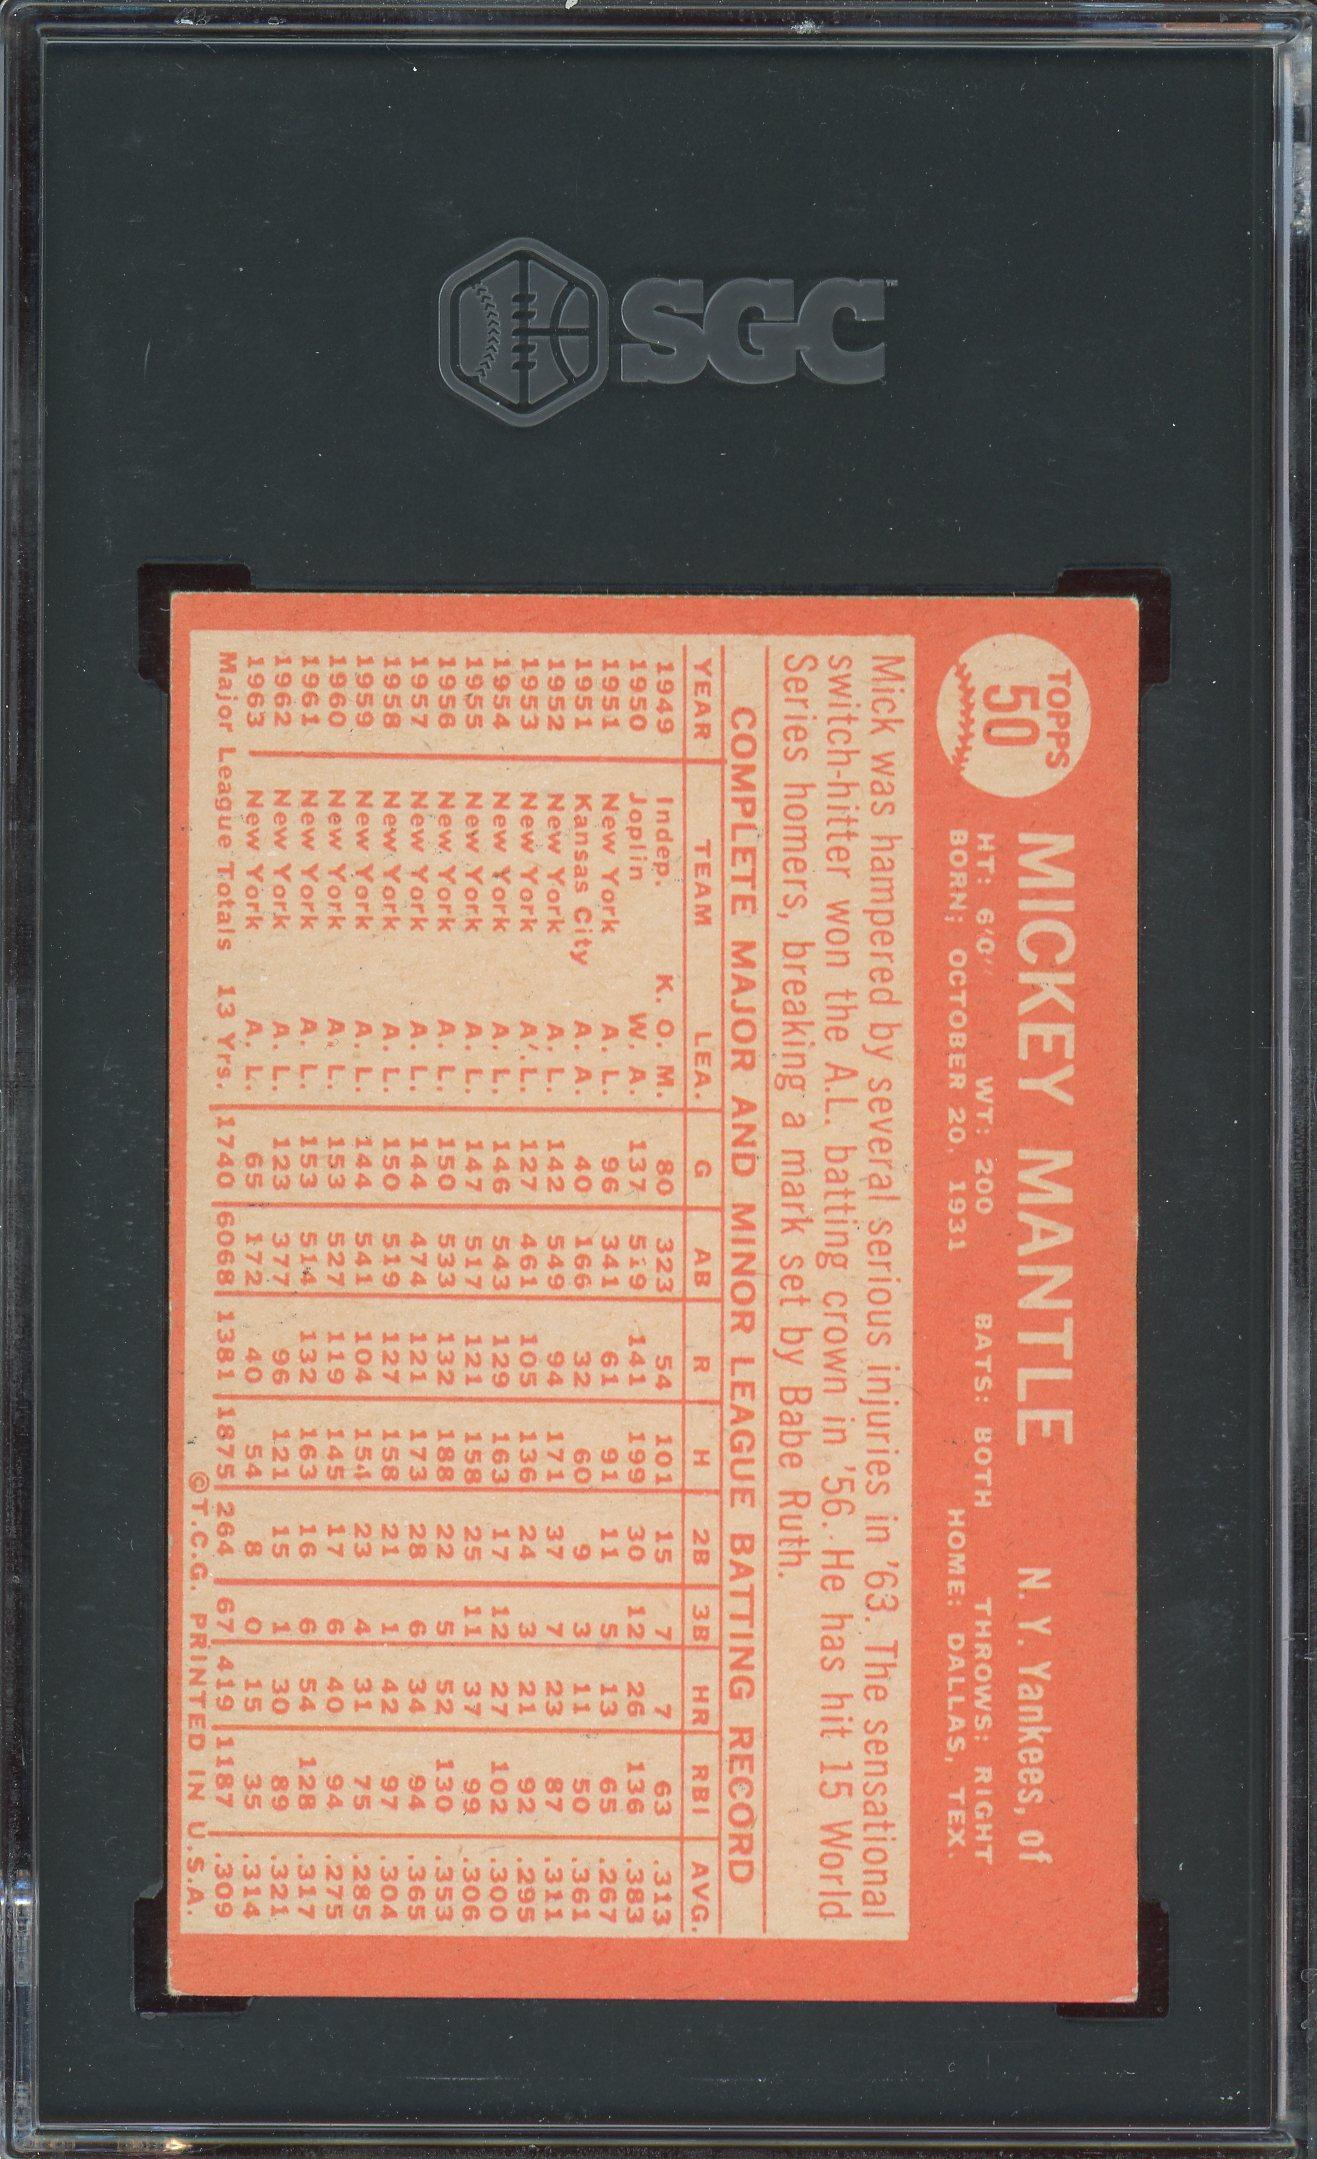 SGC
TOPPS
50
MICKEY MANTLE N. Y. Yankees, of
HT: 6'0" WT: 200 BATS: BOTH THROWS: RIGHT
BORN; OCTOBER 20, 1931 HOME: DALLAS, TEX.
Mick was hampered by several serious injuries in '63. The sensational
switch-hitter won the A.L. batting crown in '56. He has hit 15 World
Series homers, breaking a mark set by Babe Ruth.
COMPLETE MAJOR AND MINOR LEAGUE BATTING RECORD
YEAR TEAM LEA. G AB R H 2B 3B HR RBI AVG.
1949 Indep. K. O. M. 80 323 54 101 15 7 7 63 .313
1950 Joplin W. A. 137 519 141 199 30 12 26 136 .383
1951 New York A. L. 96 341 61 91 11 5 13 65 .267
1951 Kansas City A. A. 40 166 32 60 9 3 11 50 .361
1952 New York A. L. 142 549 94 171 37 7 23 87 .311
1953 New York A. L. 127 461 105 136 24 3 21 92 .295
1954 New York A. L. 146 543 129 163 17 12 27 102 .300
1955 New York A. L. 147 517 121 158 25 11 37 99 .306
1956 New York A. L. 150 533 132 188 22 5 52 130 .353
1957 New York A. L. 144 474 121 173 28 6 34 94 .365
1958 New York A. L. 150 519 127 158 21 1 42 97 .304
1959 New York A. L. 144 541 104 154 23 4 31 75 .285
1960 New York A. L. 153 527 119 145 17 6 40 94 .275
1961 New York A. L. 153 514 132 163 16 6 54 128 .317
1962 New York A. L. 123 377 96 121 15 1 30 89 .321
1963 New York A. L. 65 172 40 54 8 0 15 35 .314
Major League Totals 13 Yrs. 1740 6068 1381 1875 264 67 419 1187 .309
©T.C.G. PRINTED IN U.S.A.